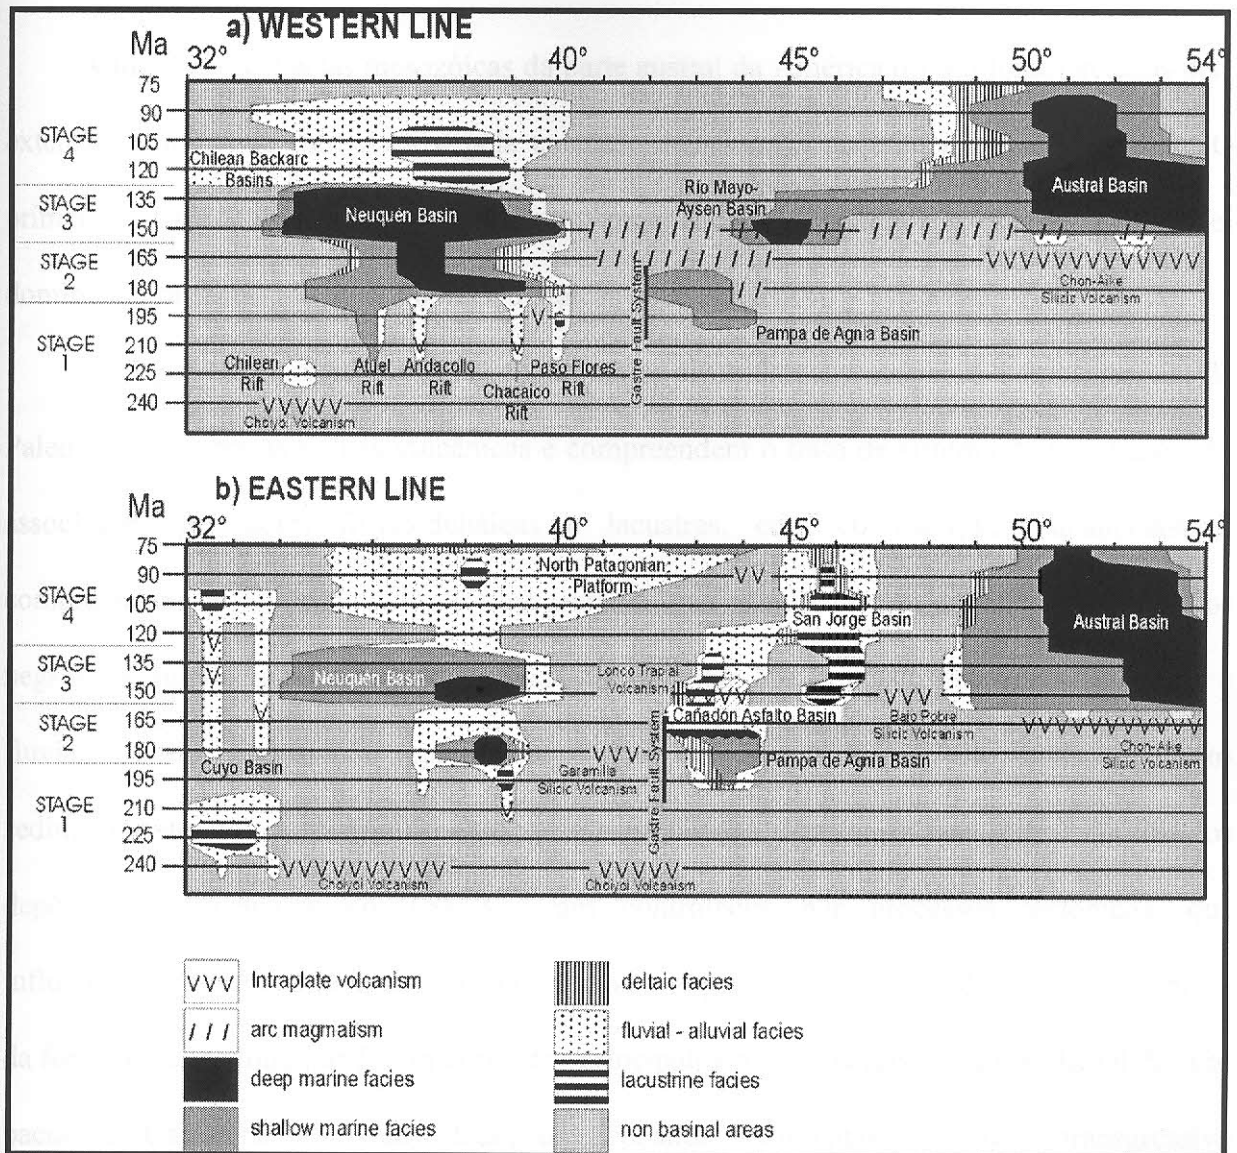 a) WESTERN LINE
Ma 32° 40° 45° 50° 54°
75
90
STAGE 4
105
Chilean Backarc Basins
120
135
STAGE 3
150
Neuquén Basin
Río Mayo-Aysen Basin
Austral Basin
STAGE 2
165
180
Chon-Aike Silicic Volcanism
195
STAGE 1
210
225
240
Chilean Rift
Atuel Rift
Andacollo Rift
Chacaico Rift
Paso Flores Rift
Gastre Fault System
Pampa de Agnia Basin
Choiyoi Volcanism
b) EASTERN LINE
Ma 32° 40° 45° 50° 54°
75
90
North Patagonian Platform
STAGE 4
105
120
San Jorge Basin
Austral Basin
135
STAGE 3
150
Neuquén Basin
Lonco Trapial Volcanism
Cañadón Asfalto Basin
Bajo Pobre Silicic Volcanism
STAGE 2
165
180
Cuyo Basin
Garamilla Silicic Volcanism
Gastre Fault System
Pampa de Agnia Basin
Chon-Aike Silicic Volcanism
195
STAGE 1
210
225
240
Choiyoi Volcanism
Choiyoi Volcanism
Intraplate volcanism
arc magmatism
deep marine facies
shallow marine facies
deltaic facies
fluvial - alluvial facies
lacustrine facies
non basinal areas